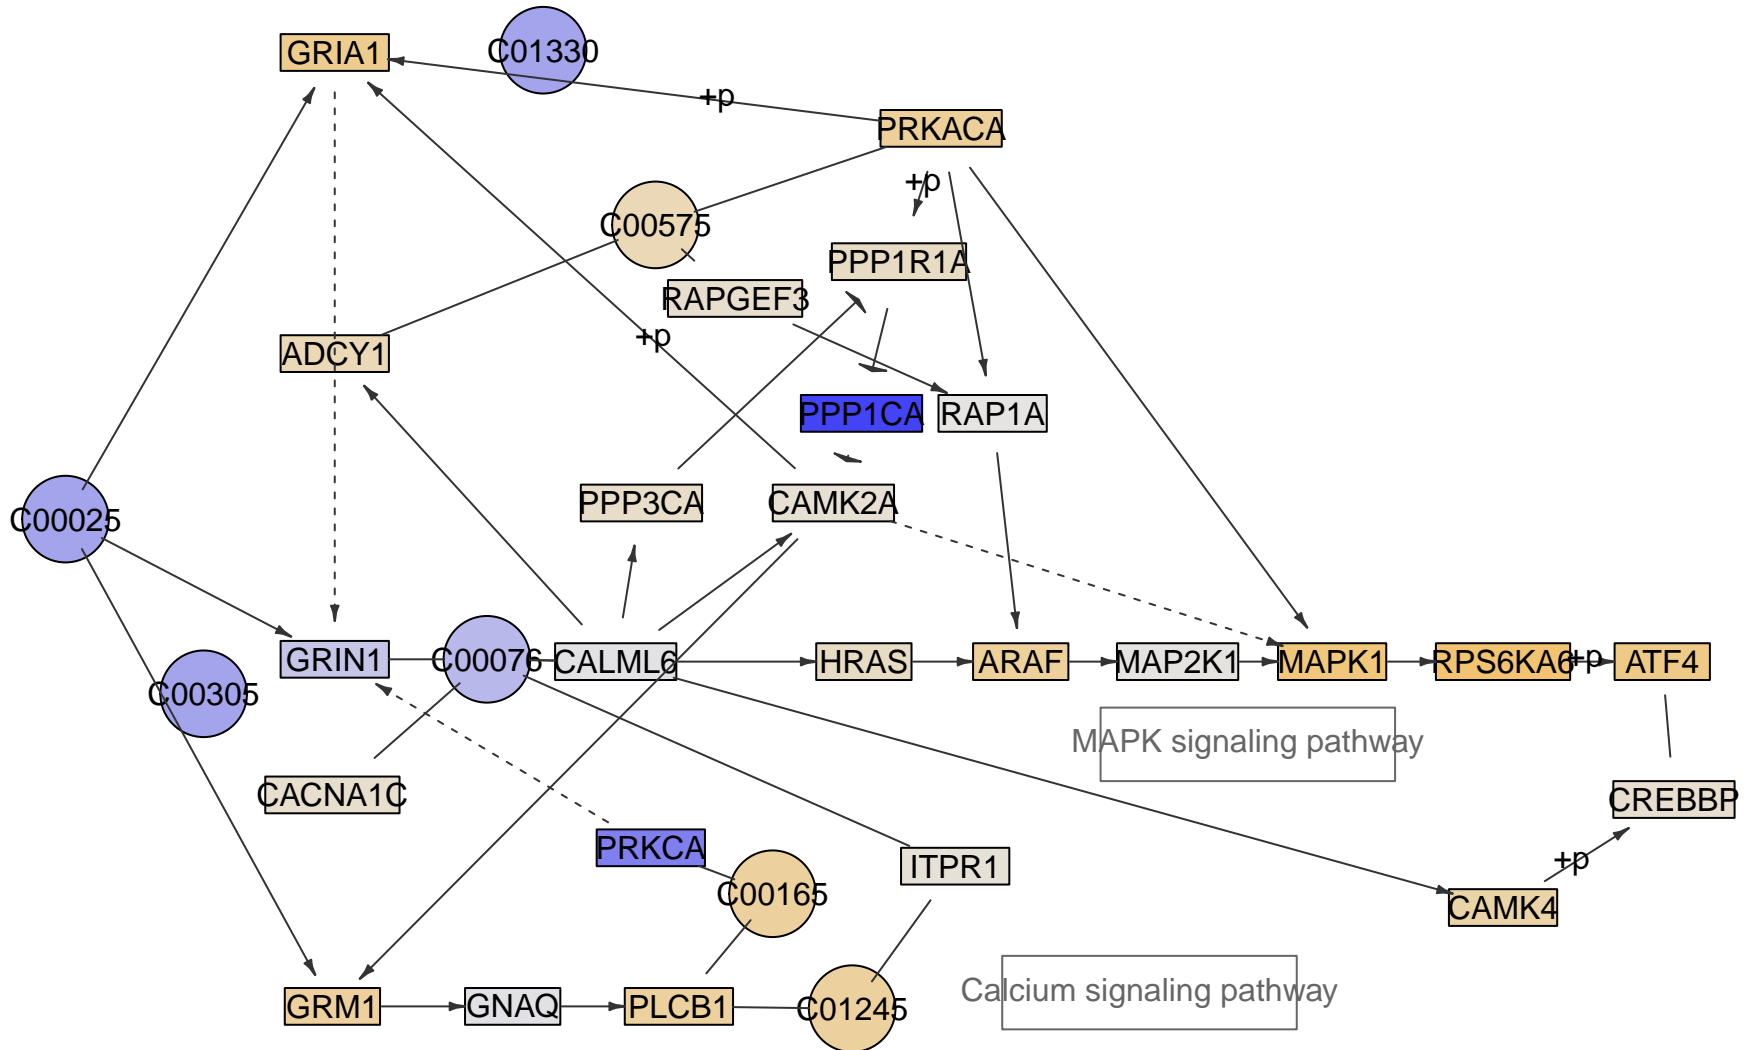 C01330
GRIA1
+p
PRKACA
+p
C00575
PPP1R1A
RAPGEF3
+p
ADCY1
PPP1CA
RAP1A
PPP3CA
CAMK2A
C00025
GRIN1
C00076
CALML6
HRAS
ARAF
MAP2K1
MAPK1
RPS6KA6
+p
ATF4
C00305
MAPK signaling pathway
CACNA1C
CREBBP
PRKCA
ITPR1
+p
C00165
CAMK4
Calcium signaling pathway
GRM1
GNAQ
PLCB1
C01245